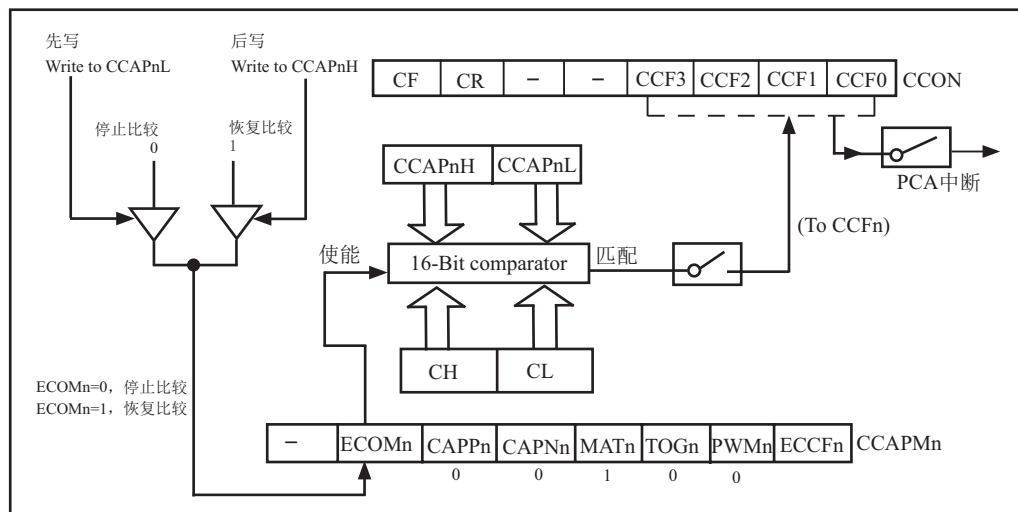 先写
Write to CCAPnL
后写
Write to CCAPnH
停止比较
0
恢复比较
1
CF CR – – CCF3 CCF2 CCF1 CCF0 CCON
PCA中断
CCAPnH CCAPnL
(To CCFn)
使能
16-Bit comparator
匹配
CH CL
ECOMn=0, 停止比较
ECOMn=1, 恢复比较
– ECOMn CAPPn CAPNn MATn TOGn PWMn ECCFn CCAPMn
0 0 1 0 0